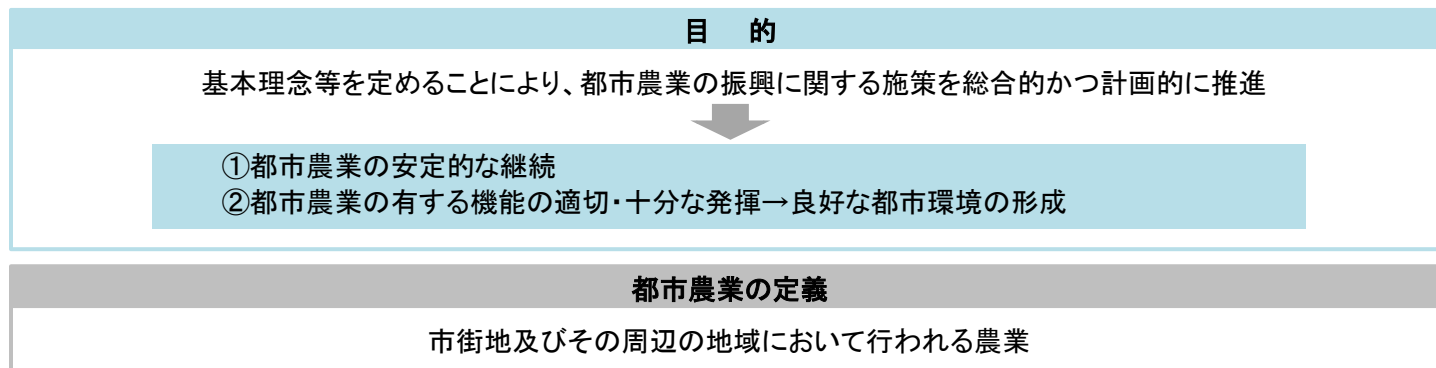 目 的
基本理念等を定めることにより、都市農業の振興に関する施策を総合的かつ計画的に推進
①都市農業の安定的な継続
②都市農業の有する機能の適切・十分な発揮→良好な都市環境の形成
都市農業の定義
市街地及びその周辺の地域において行われる農業